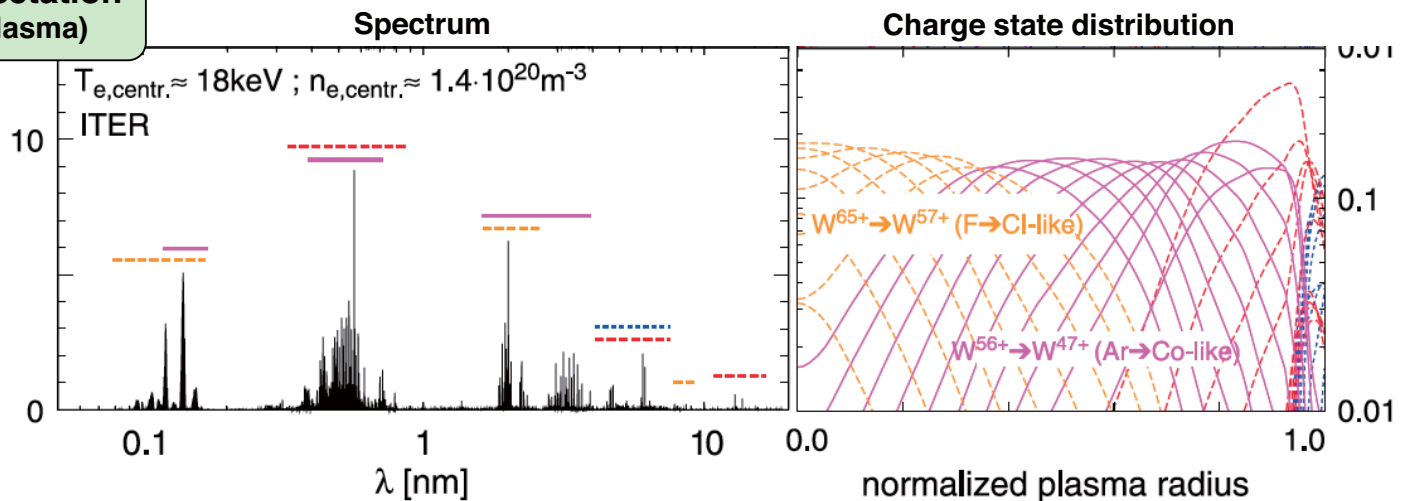 lasma)
Spectrum
Charge state distribution
T_e,centr.≈ 18keV ; n_e,centr.≈ 1.4·10^20 m^-3
ITER
10
0
0.1
1
10
λ [nm]
W^65+→W^57+ (F→Cl-like)
W^56+→W^47+ (Ar→Co-like)
0.1
0.01
0.0
1.0
normalized plasma radius